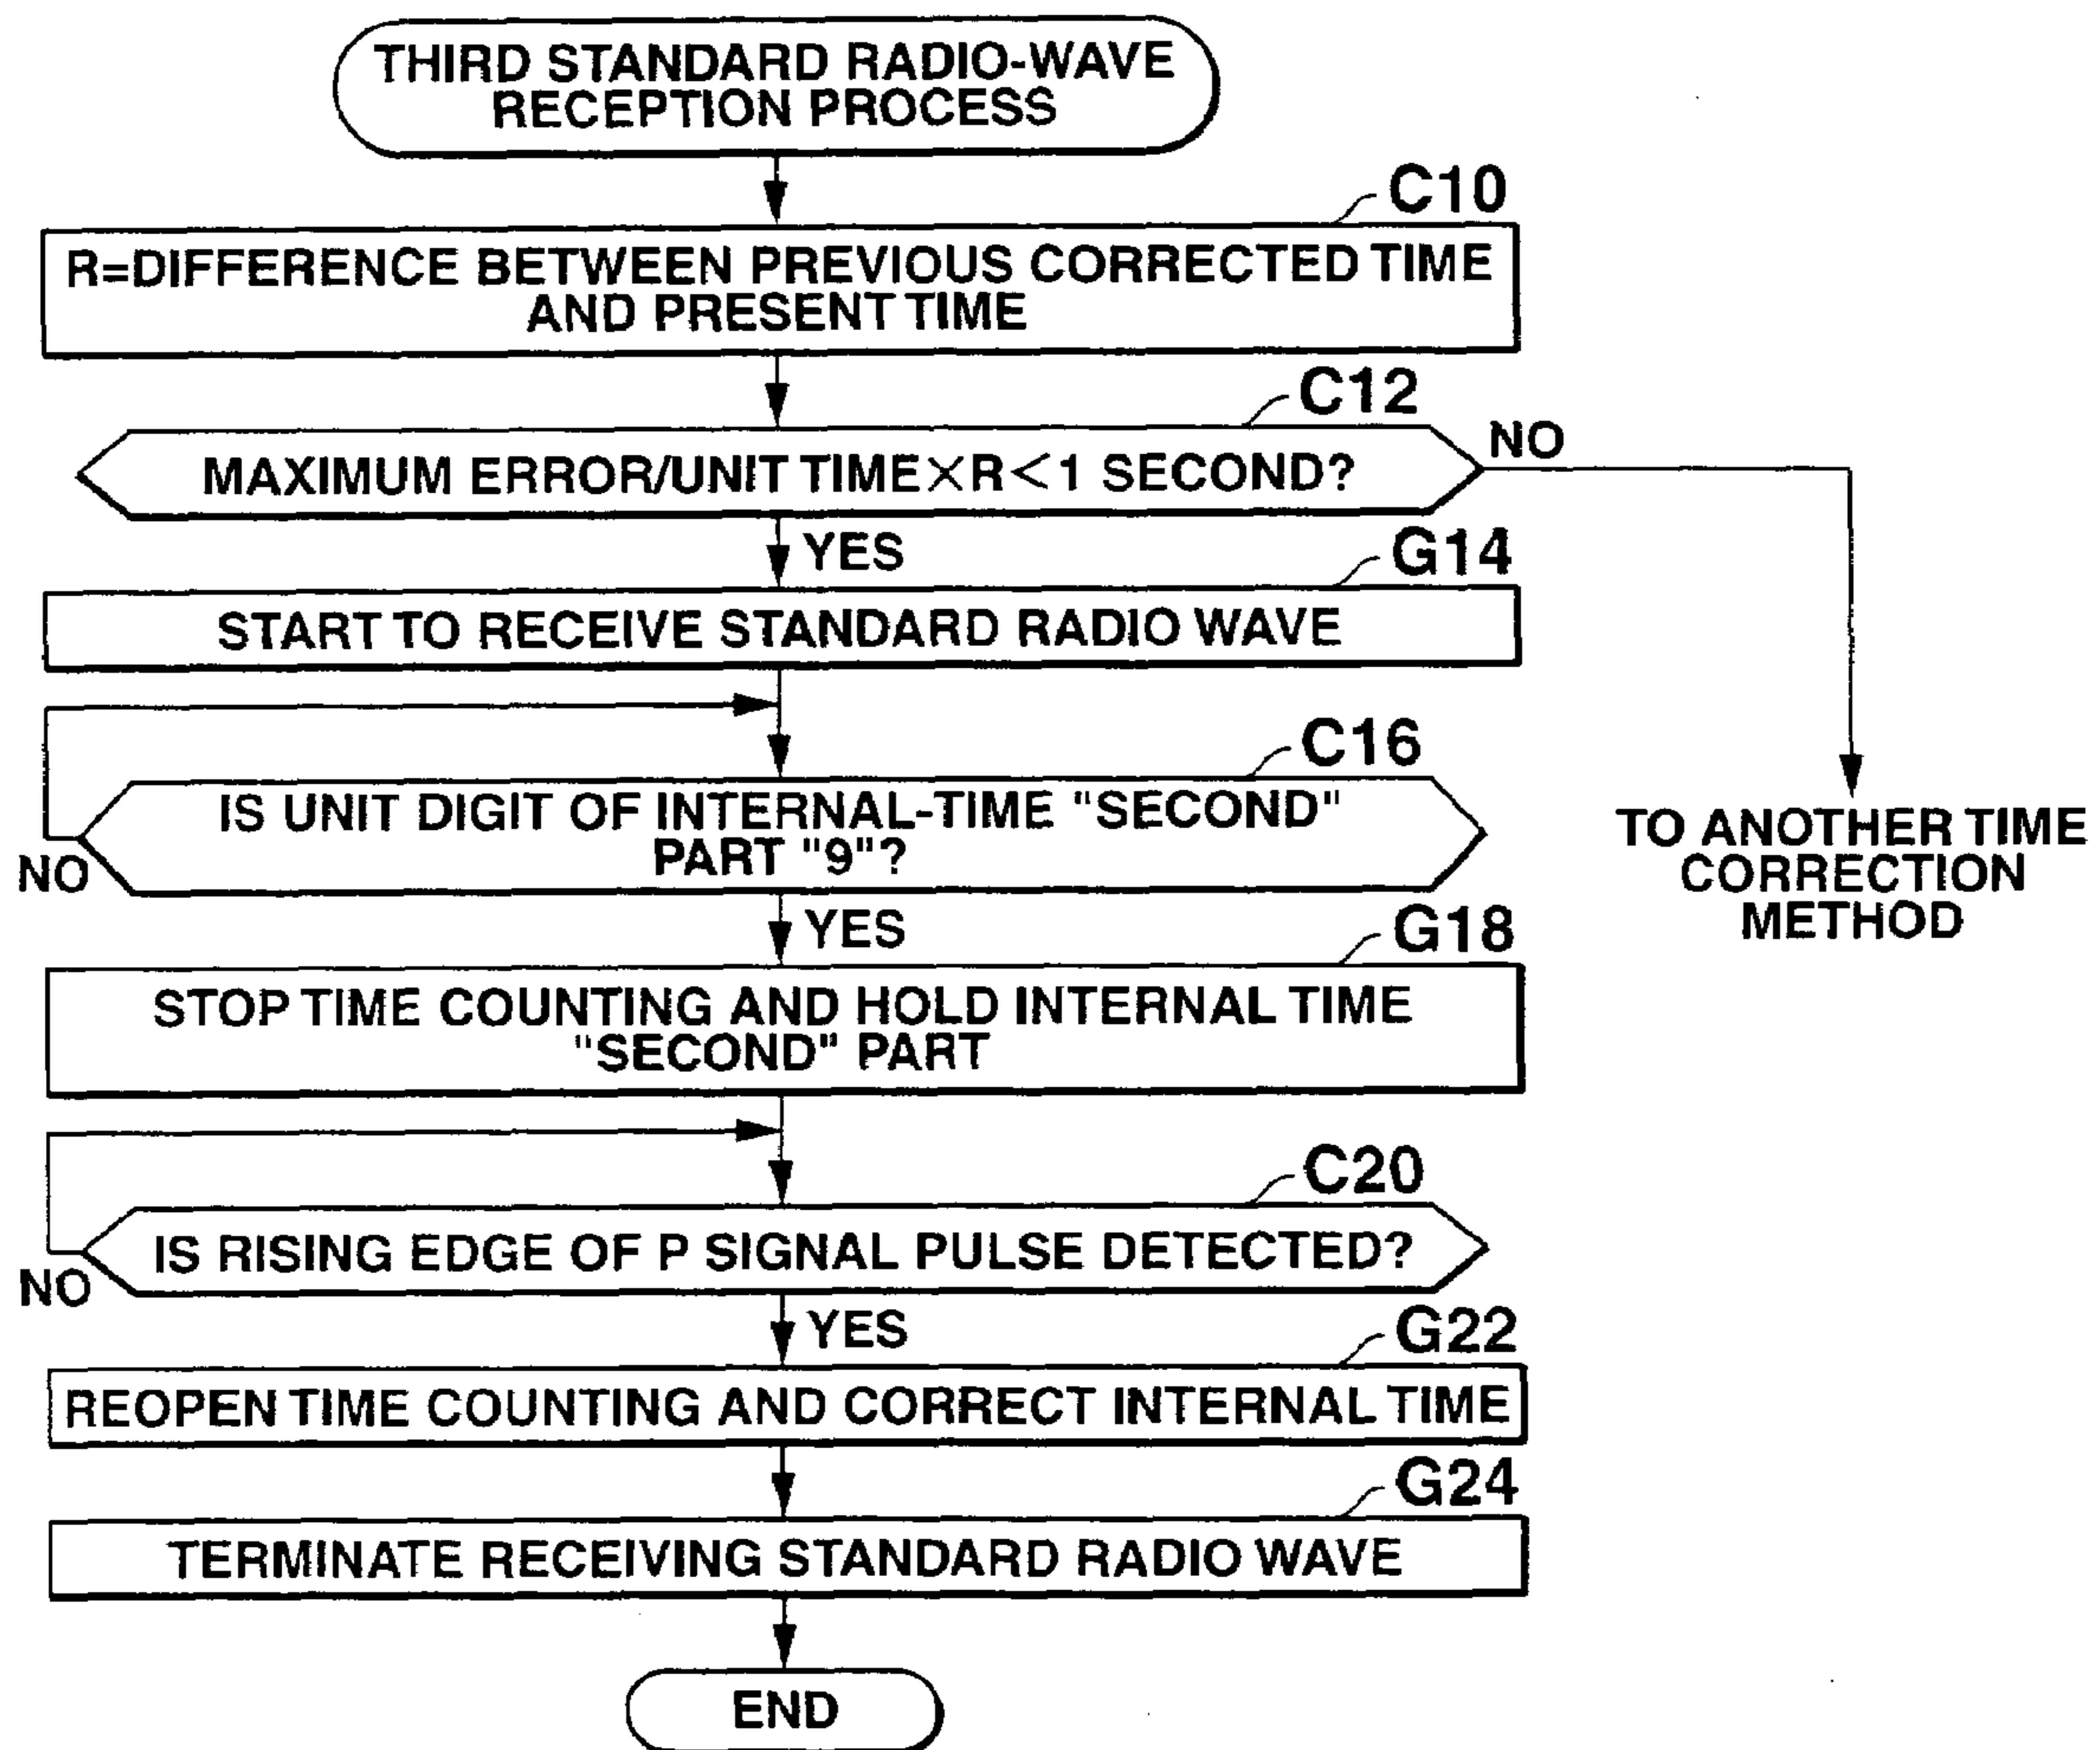 THIRD STANDARD RADIO-WAVE
RECEPTION PROCESS
C10
R=DIFFERENCE BETWEEN PREVIOUS CORRECTED TIME
AND PRESENT TIME
C12
MAXIMUM ERROR/UNIT TIME×R<1 SECOND?
NO
YES
G14
START TO RECEIVE STANDARD RADIO WAVE
C16
IS UNIT DIGIT OF INTERNAL-TIME "SECOND"
PART "9"?
NO
TO ANOTHER TIME
CORRECTION
METHOD
YES
G18
STOP TIME COUNTING AND HOLD INTERNAL TIME
"SECOND" PART
C20
IS RISING EDGE OF P SIGNAL PULSE DETECTED?
NO
YES
G22
REOPEN TIME COUNTING AND CORRECT INTERNAL TIME
G24
TERMINATE RECEIVING STANDARD RADIO WAVE
END